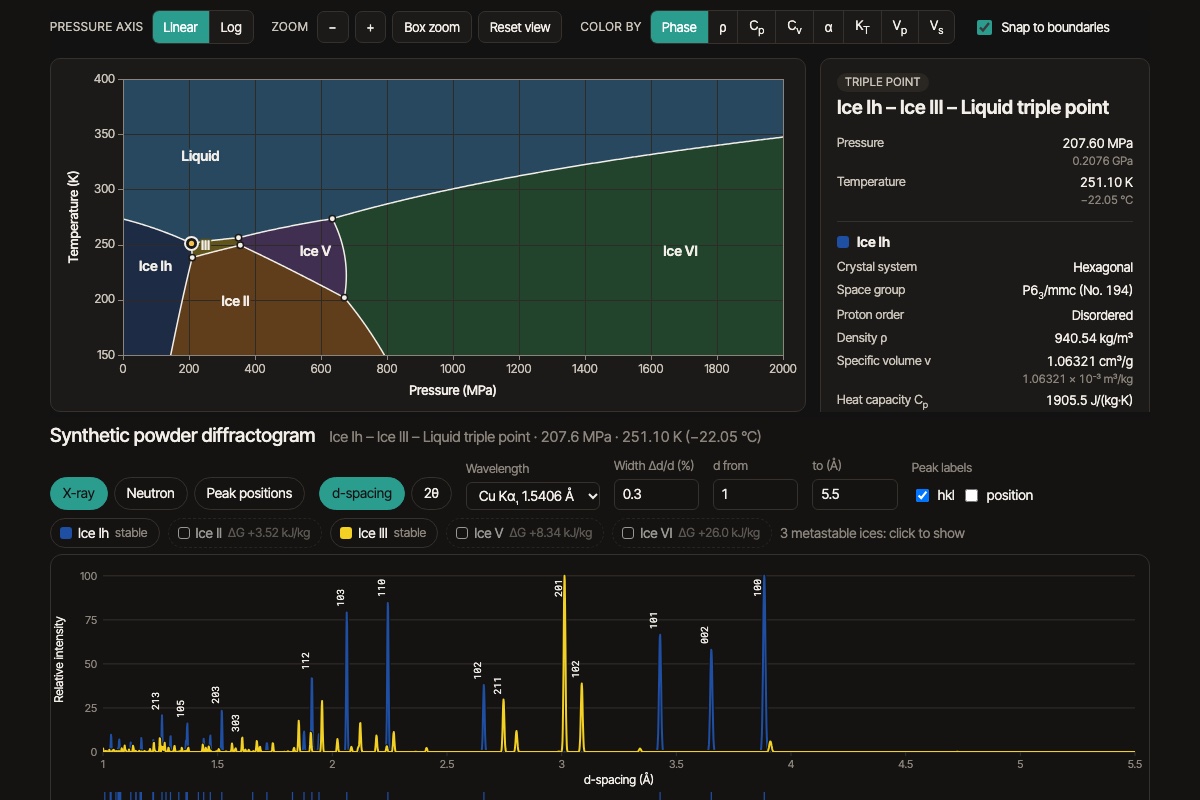 PRESSURE AXIS Linear Log ZOOM − + Box zoom Reset view COLOR BY Phase ρ Cp Cv α KT Vp Vs Snap to boundaries
400
350
300
250
200
150
Temperature (K)
Liquid
III
Ice Ih
Ice II
Ice V
Ice VI
0 200 400 600 800 1000 1200 1400 1600 1800 2000
Pressure (MPa)
TRIPLE POINT
Ice Ih – Ice III – Liquid triple point
Pressure 207.60 MPa
0.2076 GPa
Temperature 251.10 K
−22.05 °C
Ice Ih
Crystal system Hexagonal
Space group P6₃/mmc (No. 194)
Proton order Disordered
Density ρ 940.54 kg/m³
Specific volume v 1.06321 cm³/g
1.06321 × 10⁻³ m³/kg
Heat capacity Cp 1905.5 J/(kg·K)
Synthetic powder diffractogram Ice Ih – Ice III – Liquid triple point · 207.6 MPa · 251.10 K (−22.05 °C)
Wavelength Width Δd/d (%) d from to (Å) Peak labels
X-ray Neutron Peak positions d-spacing 2θ Cu Kα₁ 1.5406 Å 0.3 1 5.5 hkl position
Ice Ih stable Ice II ΔG +3.52 kJ/kg Ice III stable Ice V ΔG +8.34 kJ/kg Ice VI ΔG +26.0 kJ/kg 3 metastable ices: click to show
100
75
50
25
0
Relative intensity
213
105
203
303
112
103
110
102
211
201
102
101
002
100
1 1.5 2 2.5 3 3.5 4 4.5 5 5.5
d-spacing (Å)